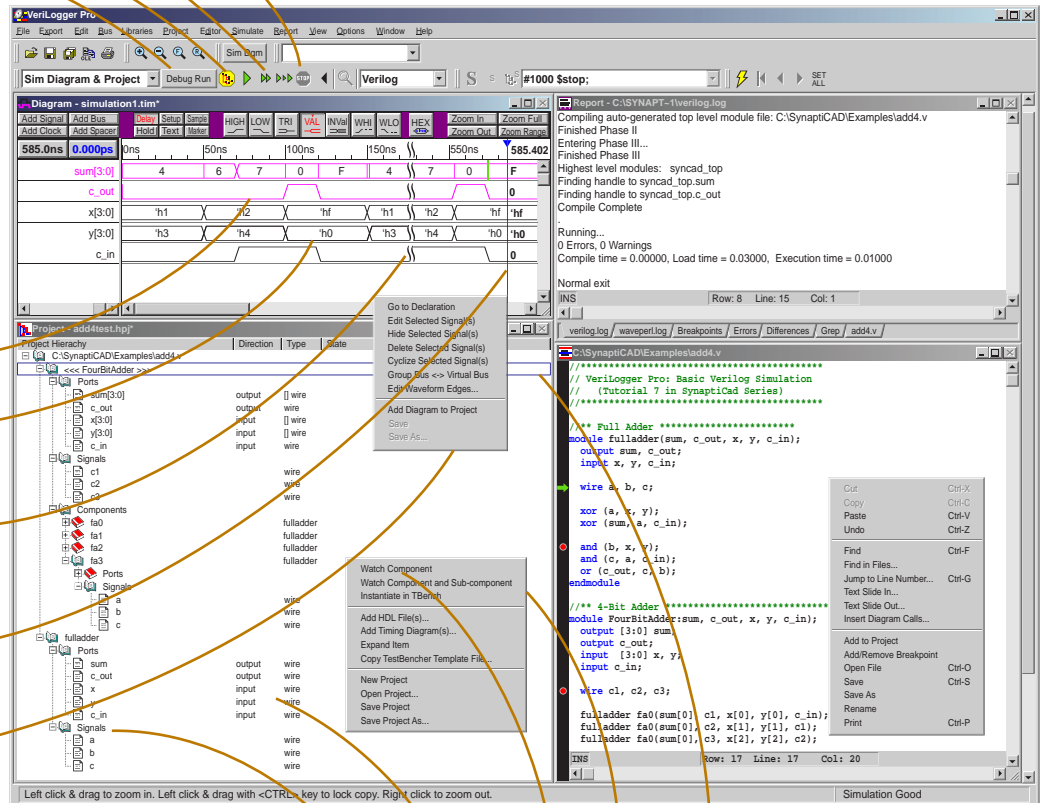 VeriLogger Pro
File Export Edit Bus Libraries Project Editor Simulate Report View Options Window Help
Sim Dgm
Sim Diagram & Project Debug Run Verilog S s #1000 $stop; SET ALL
Diagram - simulation1.tim*
Add Signal Add Bus Delay Setup Sample HIGH LOW TRI VAL INVal WHI WLO HEX Zoom In Zoom Full
Add Clock Add Spacer Hold Text Marker Zoom Out Zoom Range
585.0ns 0.000ps 0ns 50ns 100ns 150ns 550ns 585.402
sum[3:0] 4 6 7 0 F 4 7 0 F
c_out 0
x[3:0] 'h1 'h2 'hf 'h1 'h2 'hf 'hf
y[3:0] 'h3 'h4 'h0 'h3 'h4 'h0 'h0
c_in 0
Go to Declaration
Edit Selected Signal(s)
Hide Selected Signal(s)
Delete Selected Signal(s)
Cyclize Selected Signal(s)
Group Bus <-> Virtual Bus
Edit Waveform Edges...
Add Diagram to Project
Save
Save As...
Report - C:\SYNAPT~1\verilog.log
Compiling auto-generated top level module file: C:\SynaptiCAD\Examples\add4.v
Finished Phase II
Entering Phase III...
Finished Phase III
Highest level modules: syncad_top
Finding handle to syncad_top.sum
Finding handle to syncad_top.c_out
Compile Complete
.
Running...
0 Errors, 0 Warnings
Compile time = 0.00000, Load time = 0.03000, Execution time = 0.01000
Normal exit
INS Row: 8 Line: 15 Col: 1
verilog.log / waveperl.log / Breakpoints / Errors / Differences / Grep / add4.v /
Project - add4test.hpj*
Project Hierachy Direction Type State
C:\SynaptiCAD\Examples\add4.v
<<< FourBitAdder >>>
Ports
sum[3:0] output [] wire
c_out output wire
x[3:0] input [] wire
y[3:0] input [] wire
c_in input wire
Signals
c1 wire
c2 wire
c3 wire
Components
fa0 fulladder
fa1 fulladder
fa2 fulladder
fa3 fulladder
Ports
Signals
a wire
b wire
c wire
fulladder
Ports
sum output wire
c_out output wire
x input wire
y input wire
c_in input wire
Signals
a wire
b wire
c wire
Watch Component
Watch Component and Sub-component
Instantiate in TBench
Add HDL File(s)...
Add Timing Diagram(s)...
Expand Item
Copy TestBencher Template File...
New Project
Open Project...
Save Project
Save Project As...
C:\SynaptiCAD\Examples\add4.v
//******************************************
// VeriLogger Pro: Basic Verilog Simulation
// (Tutorial 7 in SynaptiCad Series)
//******************************************
//** Full Adder ***********************
module fulladder(sum, c_out, x, y, c_in);
output sum, c_out;
input x, y, c_in;
wire a, b, c;
xor (a, x, y);
xor (sum, a, c_in);
and (b, x, y);
and (c, a, c_in);
or (c_out, c, b);
endmodule
//** 4-Bit Adder ****************************
module FourBitAdder:sum, c_out, x, y, c_in);
output [3:0] sum;
output c_out;
input [3:0] x, y;
input c_in;
wire c1, c2, c3;
fulladder fa0(sum[0], c1, x[0], y[0], c_in);
fulladder fa0(sum[0], c2, x[1], y[1], c1);
fulladder fa0(sum[0], c3, x[2], y[2], c2);
INS Row: 17 Line: 17 Col: 20
Cut Ctrl-X
Copy Ctrl-C
Paste Ctrl-V
Undo Ctrl-Z
Find Ctrl-F
Find in Files...
Jump to Line Number... Ctrl-G
Text Slide In...
Text Slide Out...
Insert Diagram Calls...
Add to Project
Add/Remove Breakpoint
Open File Ctrl-O
Save Ctrl-S
Save As
Rename
Print Ctrl-P
Left click & drag to zoom in. Left click & drag with <CTRL> key to lock copy. Right click to zoom out. Simulation Good